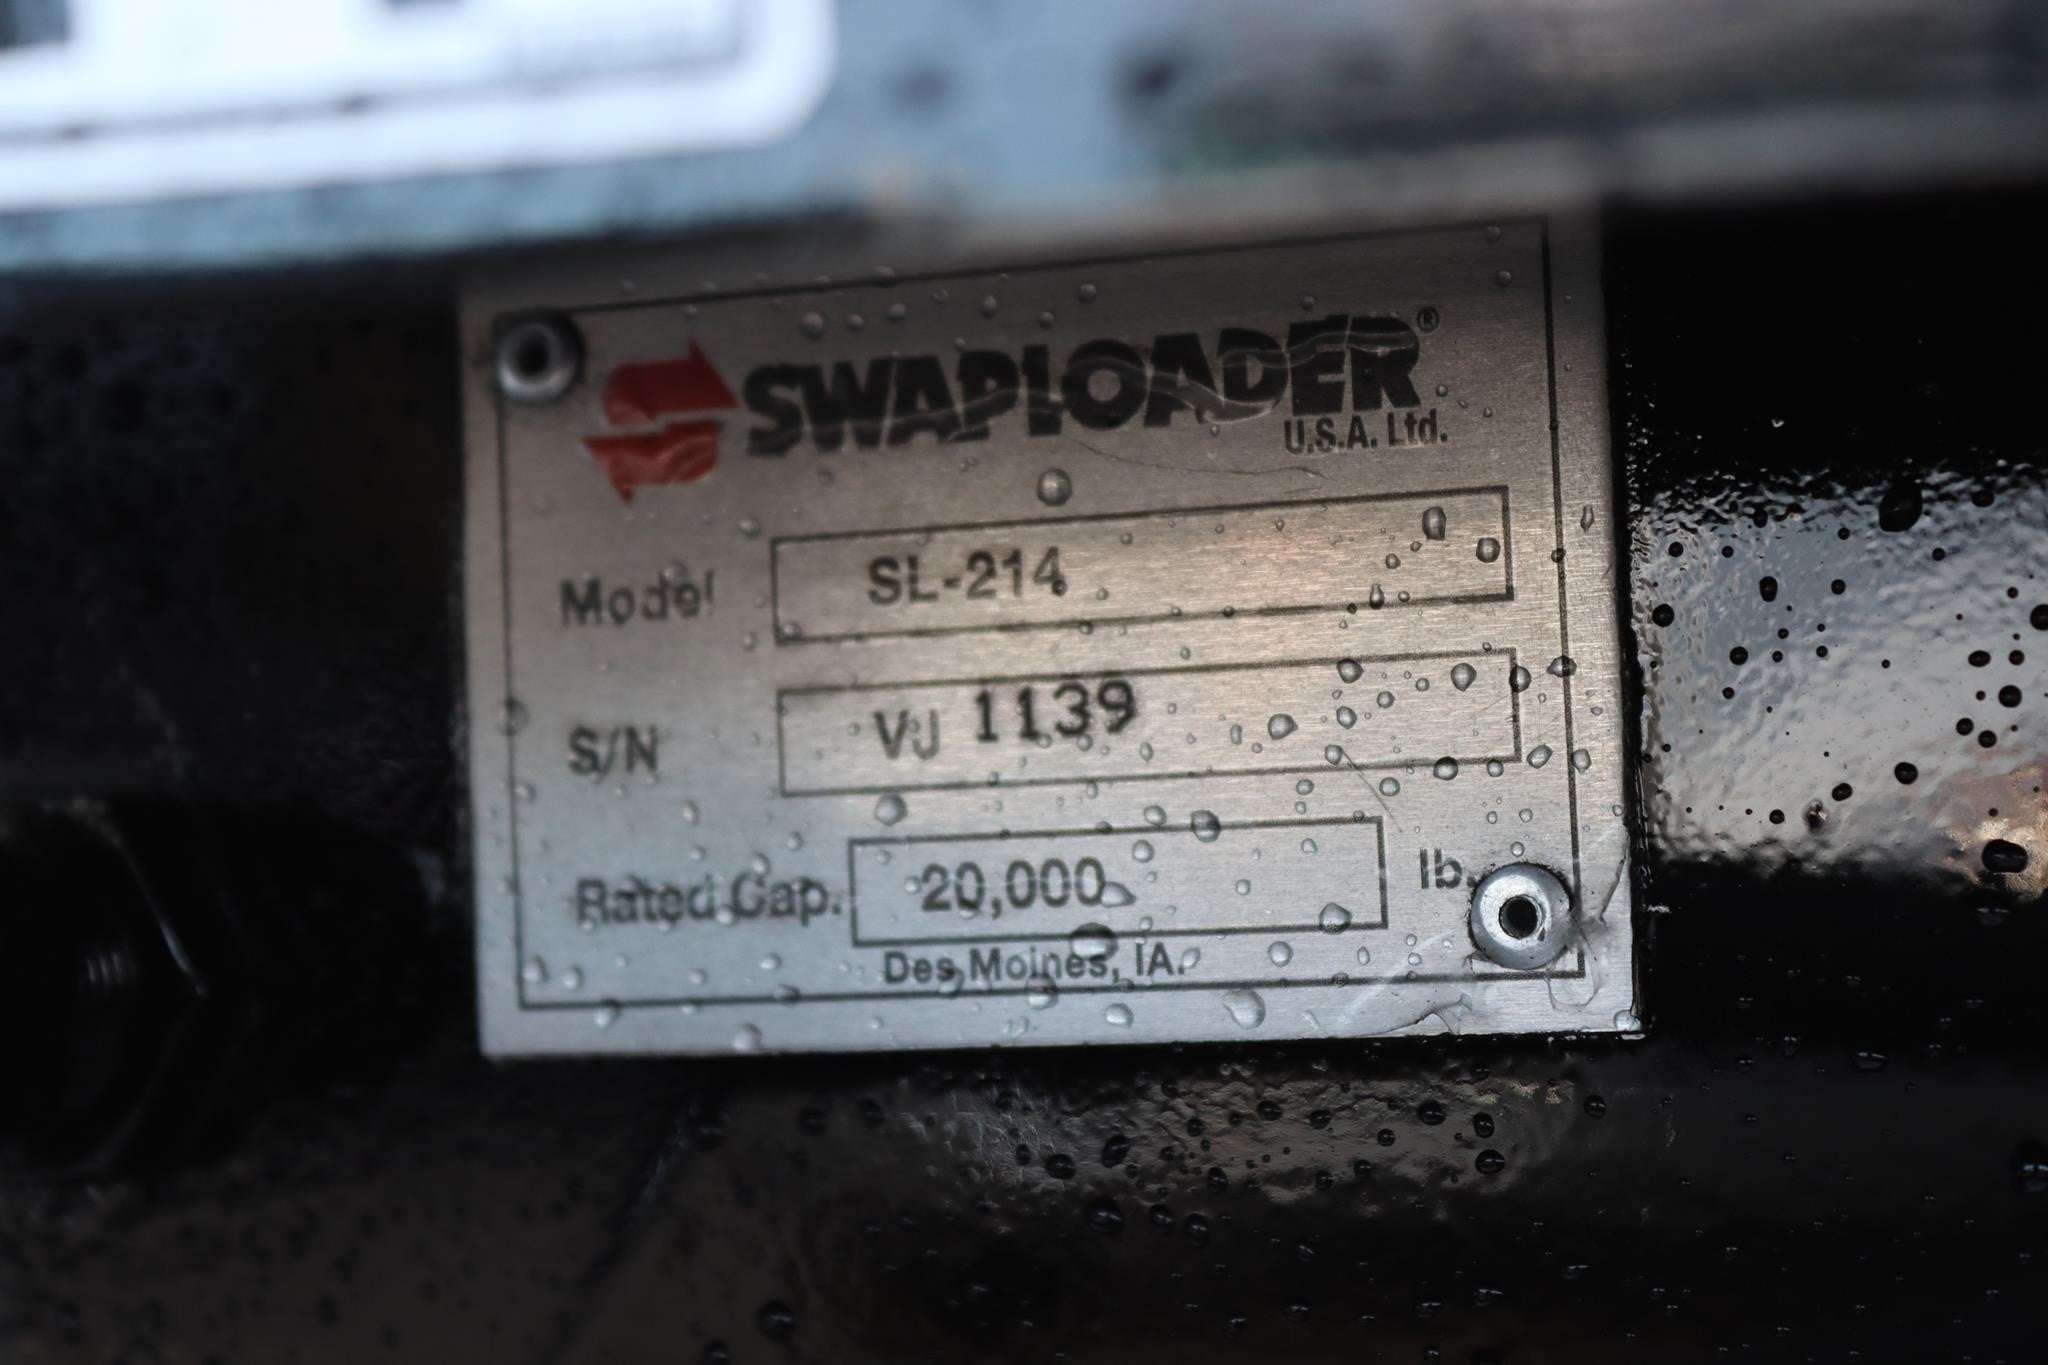 SWAPLOADER®
U.S.A. Ltd.
Model SL-214
S/N VJ 1139
Rated Cap. 20,000 lb.
Des Moines, IA.